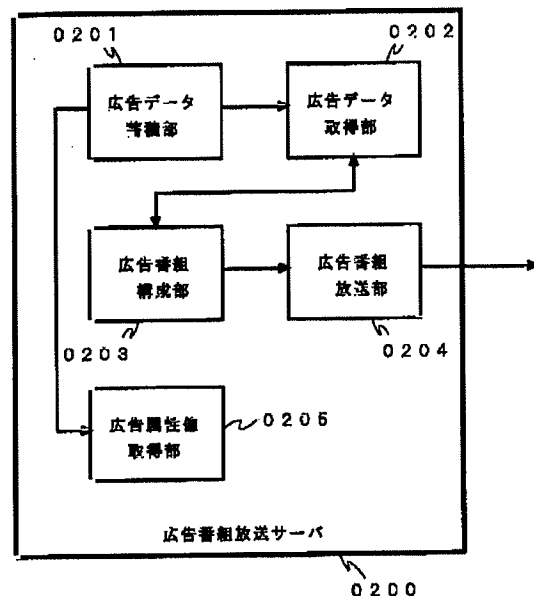 0201
0202
広告データ
蓄積部
広告データ
取得部
広告番組
構成部
広告番組
放送部
0203
0204
広告属性値
取得部
0205
広告番組放送サーバ
0200